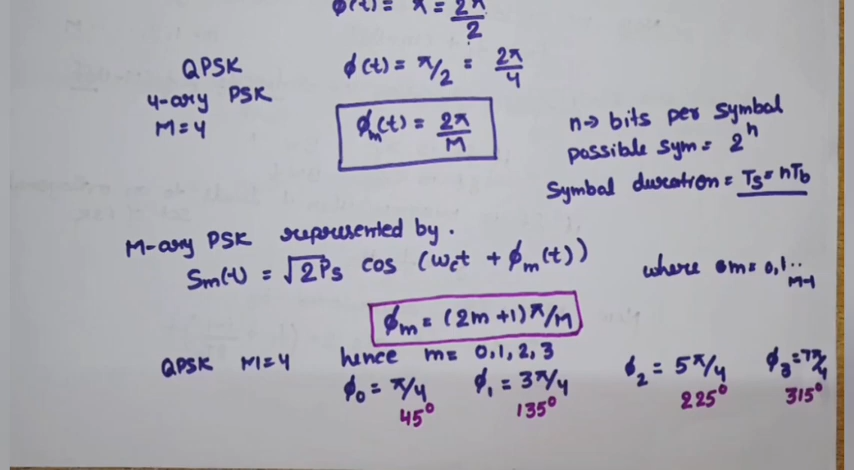 ϕ(t) = π = 2π/2
QPSK ϕ(t) = π/2 = 2π/4
4-ary PSK
M=4 ϕm(t) = 2π/M
n→ bits per symbol
possible sym = 2^n
Symbol duration = Ts = nTb
M-ary PSK represented by.
Sm(t) = √2Ps cos (ωct + ϕm(t)) where m = 0,1.. M-1
ϕm = (2m +1)π/M
QPSK M=4 hence m= 0,1,2,3
ϕ0 = π/4 ϕ1 = 3π/4 ϕ2 = 5π/4 ϕ3 = 7π/4
45° 135° 225° 315°